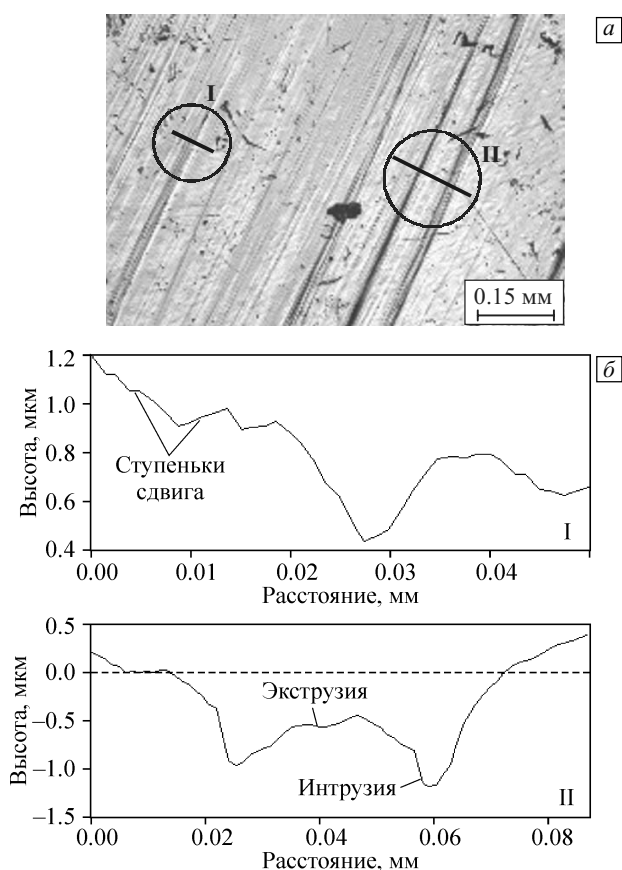 а
I
II
0.15 мм
б
1.2
1.0
0.8
0.6
0.4
Высота, мкм
Ступеньки
сдвига
I
0.00 0.01 0.02 0.03 0.04
Расстояние, мм
0.5
0.0
–0.5
–1.0
–1.5
Высота, мкм
Экструзия
Интрузия
II
0.00 0.02 0.04 0.06 0.08
Расстояние, мм